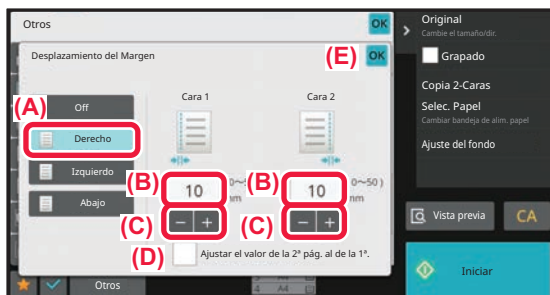 Otros
OK
Desplazamiento del Margen
(E)
OK
(A)
Off
Derecho
Izquierdo
Abajo
Cara 1
Cara 2
(B)
10
(B)
10
0~50 )
mm
(C)
- +
(C)
- +
(D)
Ajustar el valor de la 2ª pág. al de la 1ª.
Otros
A4
Original
Cambie el tamaño/dir.
Grapado
Copia 2-Caras
Selec. Papel
Cambiar bandeja de alim. papel
Ajuste del fondo
Vista previa
CA
Iniciar